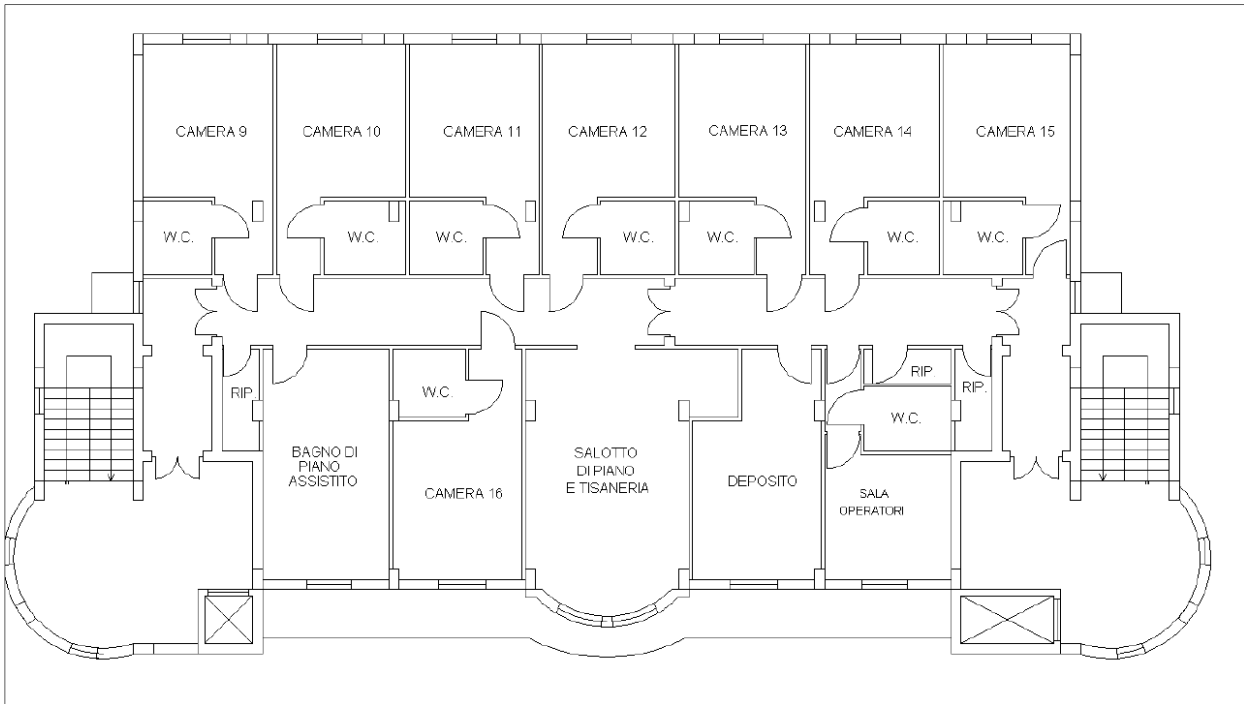 CAMERA 9
CAMERA 10
CAMERA 11
CAMERA 12
CAMERA 13
CAMERA 14
CAMERA 15
W.C.
W.C.
W.C.
W.C.
W.C.
W.C.
W.C.
RIP.
W.C.
RIP
RIP.
W.C.
BAGNO DI
PIANO
ASSISTITO
CAMERA 16
SALOTTO
DI PIANO
E TISANERIA
DEPOSITO
SALA
OPERATORI